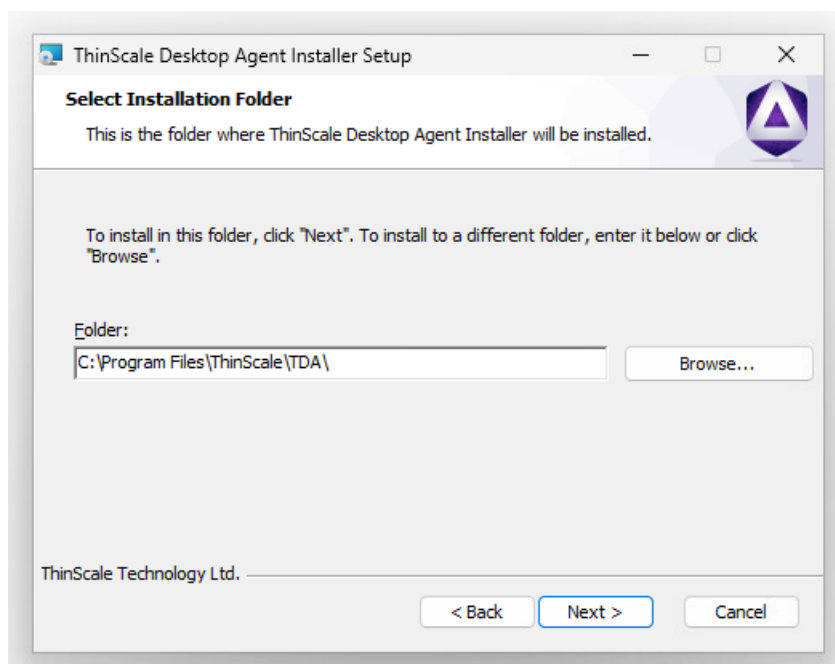 ThinScale Desktop Agent Installer Setup
Select Installation Folder
This is the folder where ThinScale Desktop Agent Installer will be installed.
To install in this folder, click "Next". To install to a different folder, enter it below or click
"Browse".
Folder:
C:\Program Files\ThinScale\TDA\
Browse...
ThinScale Technology Ltd.
< Back
Next >
Cancel